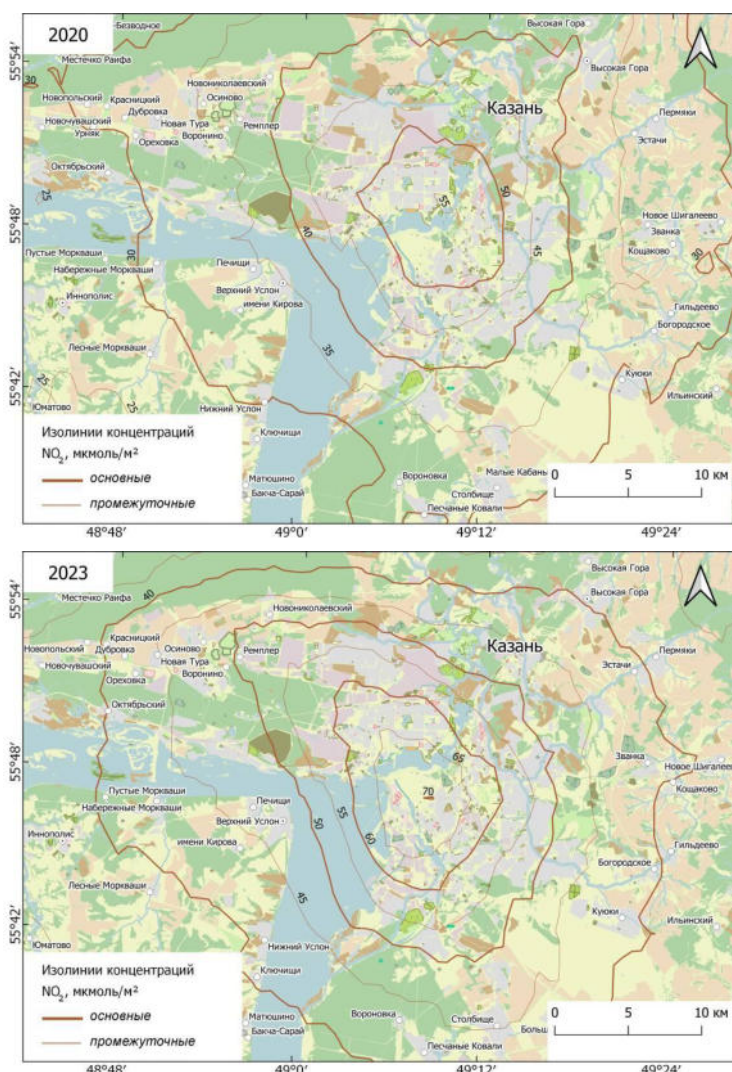 2020
Безводное
Местечко Раифа
55°54'
30
Новопольский
Красницкий
Дубровка
Новочувашский
Урняк
Ореховка
Новая Тура
Осиново
Воронино
Новониколаевский
Ремплер
Высокая Гора
Высокая Гора
Казань
Пермяки
Эстачи
Октябрьский
25
55°48'
50
55
45
40
Новое Шигалеево
Званка
Кощаково
30
Пустые Моркваши
30
Набережные Моркваши
Печищи
Иннополис
Верхний Услон
имени Кирова
Гильдеево
Богородское
35
Лесные Моркваши
55°42'
25
25
Юматово
Нижний Услон
Куюки
Ильинский
Изолинии концентраций
NO₂, мкмоль/м²
основные
промежуточные
Ключищи
Матюшино
Бакча-Сарай
Вороновка
Малые Кабаны
Столбище
Песчаные Ковали
0 5 10 км
48°48' 49°0' 49°12' 49°24'
2023
55°54'
Местечко Раифа
40
Новониколаевский
Высокая Гора
Высокая Гора
Казань
Новопольский
Красницкий
Дубровка
Осиново
Новочувашский
Новая Тура
Воронино
Ремплер
Ореховка
Пермяки
Эстачи
Октябрьский
55°48'
65
70
Званка
Новое Шигалеево
Кощаково
Пустые Моркваши
Набережные Моркваши
Печищи
Верхний Услон
50
55
60
Иннополис
имени Кирова
Гильдеево
Богородское
45
Лесные Моркваши
55°42'
Юматово
Нижний Услон
Куюки
Ильинский
Изолинии концентраций
NO₂, мкмоль/м²
основные
промежуточные
Ключищи
Матюшино
Бакча-Сарай
Вороновка
Столбище
Больш
Песчаные Ковали
0 5 10 км
48°48' 49°0' 49°12' 49°24'